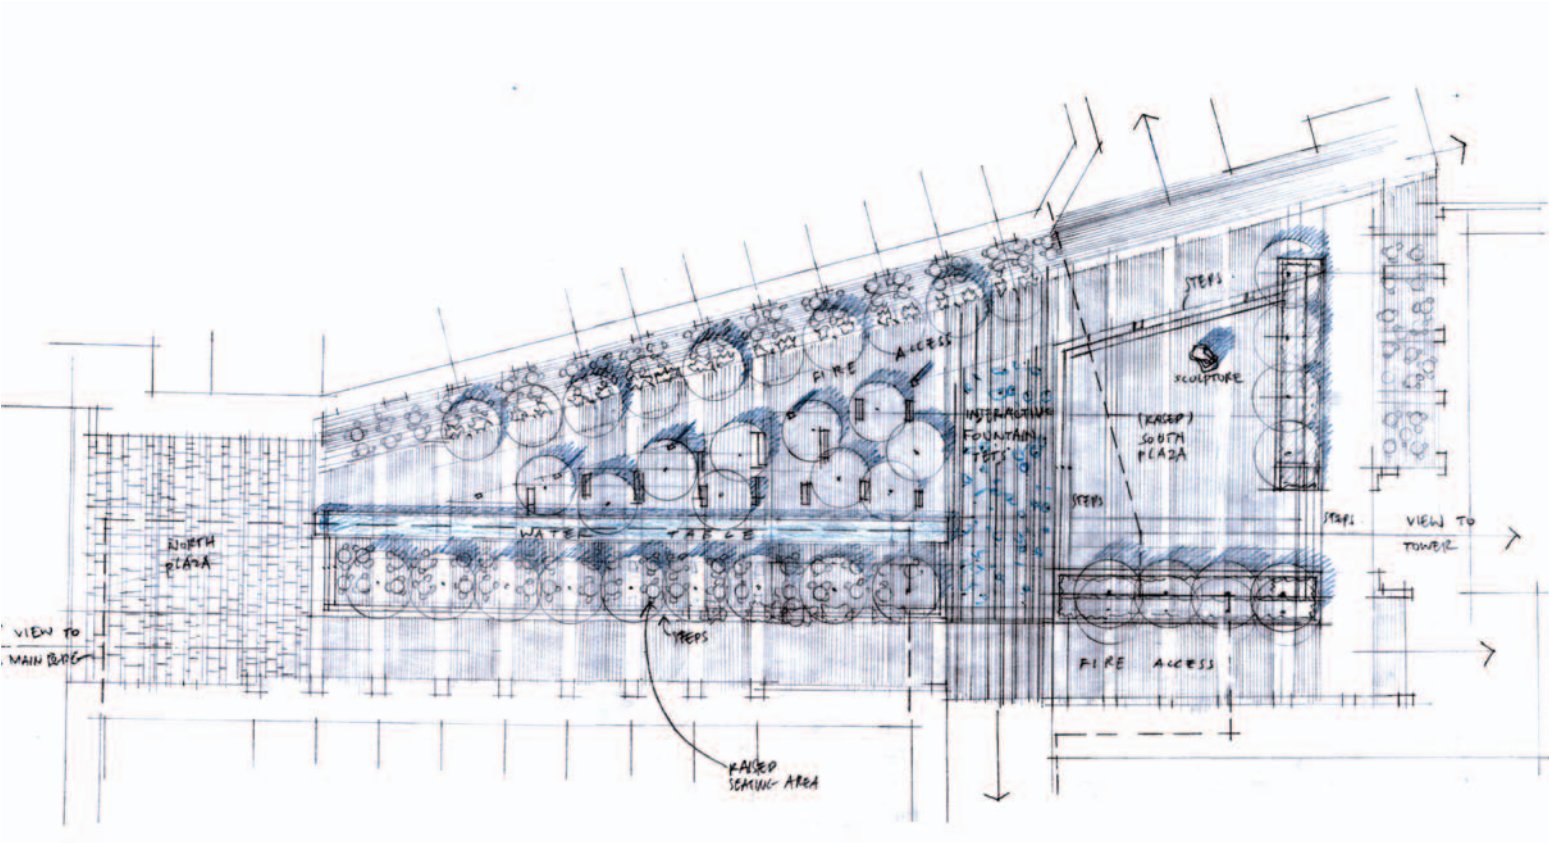 STEPS
FIRE ACCESS
SCULPTURE
INTERACTIVE
FOUNTAIN
JETS
(RAISED)
SOUTH
PLAZA
STEPS
STEPS
VIEW TO
TOWER
WATER TABLE
NORTH
PLAZA
VIEW TO
MAIN BLDG
STEPS
FIRE ACCESS
RAISED
SEATING AREA